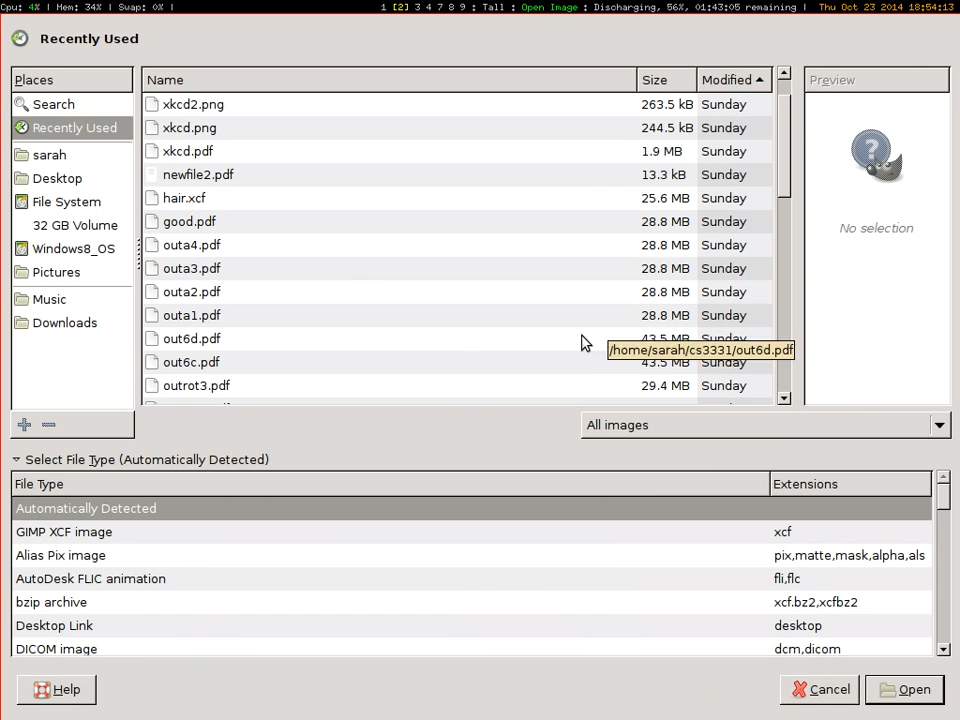 Cpu: 4% | Mem: 34% | Swap: 0% | 1 [2] 3 4 7 8 9 : Tall : Open Image : Discharging, 56%, 01:43:05 remaining | Thu Oct 23 2014 18:54:13
Recently Used
Places
Search
Recently Used
sarah
Desktop
File System
32 GB Volume
Windows8_OS
Pictures
Music
Downloads
Name Size Modified
xkcd2.png 263.5 kB Sunday
xkcd.png 244.5 kB Sunday
xkcd.pdf 1.9 MB Sunday
newfile2.pdf 13.3 kB Sunday
hair.xcf 25.6 MB Sunday
good.pdf 28.8 MB Sunday
outa4.pdf 28.8 MB Sunday
outa3.pdf 28.8 MB Sunday
outa2.pdf 28.8 MB Sunday
outa1.pdf 28.8 MB Sunday
out6d.pdf 43.5 MB Sunday
/home/sarah/cs3331/out6d.pdf
out6c.pdf 43.5 MB Sunday
outrot3.pdf 29.4 MB Sunday
Preview
No selection
All images
Select File Type (Automatically Detected)
File Type Extensions
Automatically Detected
GIMP XCF image xcf
Alias Pix image pix,matte,mask,alpha,als
AutoDesk FLIC animation fli,flc
bzip archive xcf.bz2,xcfbz2
Desktop Link desktop
DICOM image dcm,dicom
Help Cancel Open